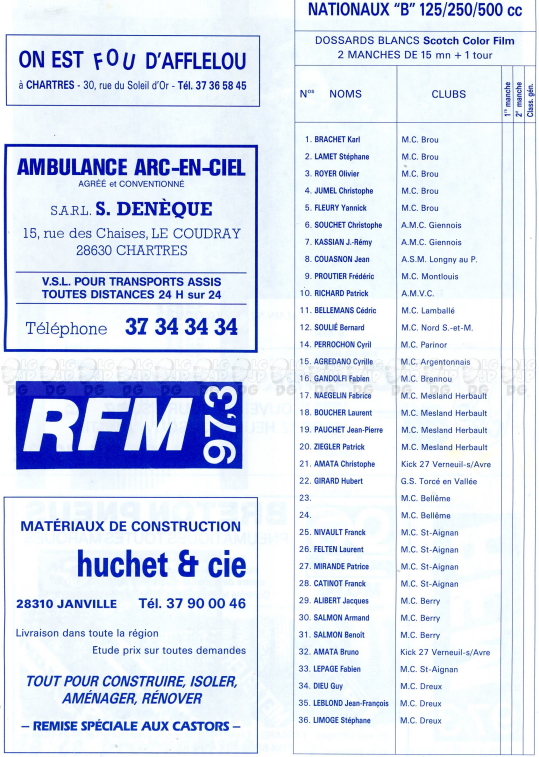 ON EST FOU D'AFFLELOU
à CHARTRES - 30, rue du Soleil d'Or - Tél. 37 36 58 45
AMBULANCE ARC-EN-CIEL
AGRÉÉ et CONVENTIONNÉ
S.A.R.L. S. DENÈQUE
15, rue des Chaises, LE COUDRAY
28630 CHARTRES
V.S.L. POUR TRANSPORTS ASSIS
TOUTES DISTANCES 24 H sur 24
Téléphone 37 34 34 34
RFM 97,3
MATÉRIAUX DE CONSTRUCTION
huchet & cie
28310 JANVILLE Tél. 37 90 00 46
Livraison dans toute la région
Etude prix sur toutes demandes
TOUT POUR CONSTRUIRE, ISOLER,
AMÉNAGER, RÉNOVER
– REMISE SPÉCIALE AUX CASTORS –
NATIONAUX "B" 125/250/500 cc
DOSSARDS BLANCS Scotch Color Film
2 MANCHES DE 15 mn + 1 tour
Nos NOMS CLUBS 1re manche 2e manche Class. gén.
1. BRACHET Karl M.C. Brou
2. LAMET Stéphane M.C. Brou
3. ROYER Olivier M.C. Brou
4. JUMEL Christophe M.C. Brou
5. FLEURY Yannick M.C. Brou
6. SOUCHET Christophe A.M.C. Giennois
7. KASSIAN J.-Rémy A.M.C. Giennois
8. COUASNON Jean A.S.M. Longny au P.
9. PROUTIER Frédéric M.C. Montlouis
10. RICHARD Patrick A.M.V.C.
11. BELLEMANS Cédric M.C. Lamballé
12. SOULIÉ Bernard M.C. Nord S.-et-M.
14. PERROCHON Cyril M.C. Parinor
15. AGREDANO Cyrille M.C. Argentonnais
16. GANDOLFI Fabien M.C. Brennou
17. NAEGELIN Fabrice M.C. Mesland Herbault
18. BOUCHER Laurent M.C. Mesland Herbault
19. PAUCHET Jean-Pierre M.C. Mesland Herbault
20. ZIEGLER Patrick M.C. Mesland Herbault
21. AMATA Christophe Kick 27 Verneuil-s/Avre
22. GIRARD Hubert G.S. Torcé en Vallée
23. M.C. Bellême
24. M.C. Bellême
25. NIVAULT Franck M.C. St-Aignan
26. FELTEN Laurent M.C. St-Aignan
27. MIRANDE Patrice M.C. St-Aignan
28. CATINOT Franck M.C. St-Aignan
29. ALIBERT Jacques M.C. Berry
30. SALMON Armand M.C. Berry
31. SALMON Benoit M.C. Berry
32. AMATA Bruno Kick 27 Verneuil-s/Avre
33. LEPAGE Fabien M.C. St-Aignan
34. DIEU Guy M.C. Dreux
35. LEBLOND Jean-François M.C. Dreux
36. LIMOGE Stéphane M.C. Dreux